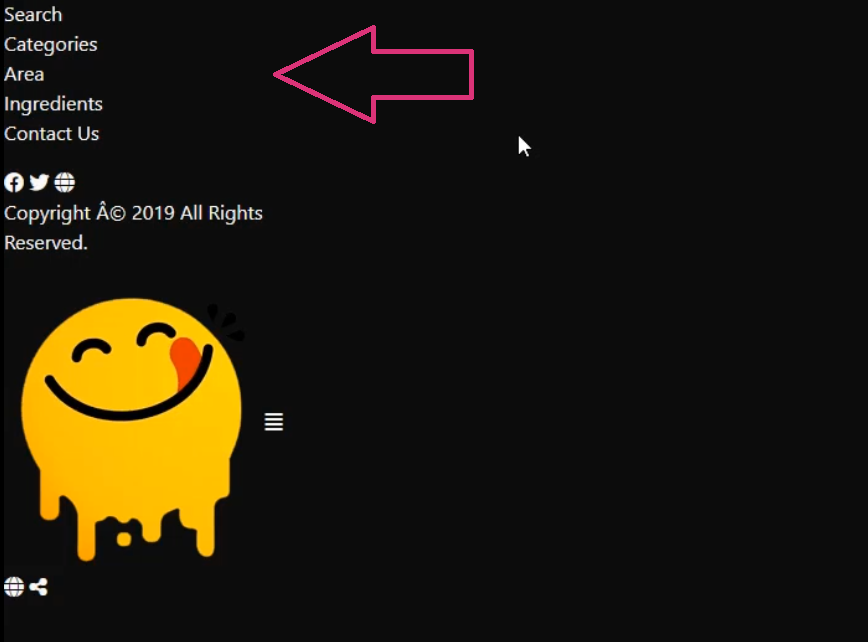 Search
Categories
Area
Ingredients
Contact Us
Copyright Â© 2019 All Rights
Reserved.